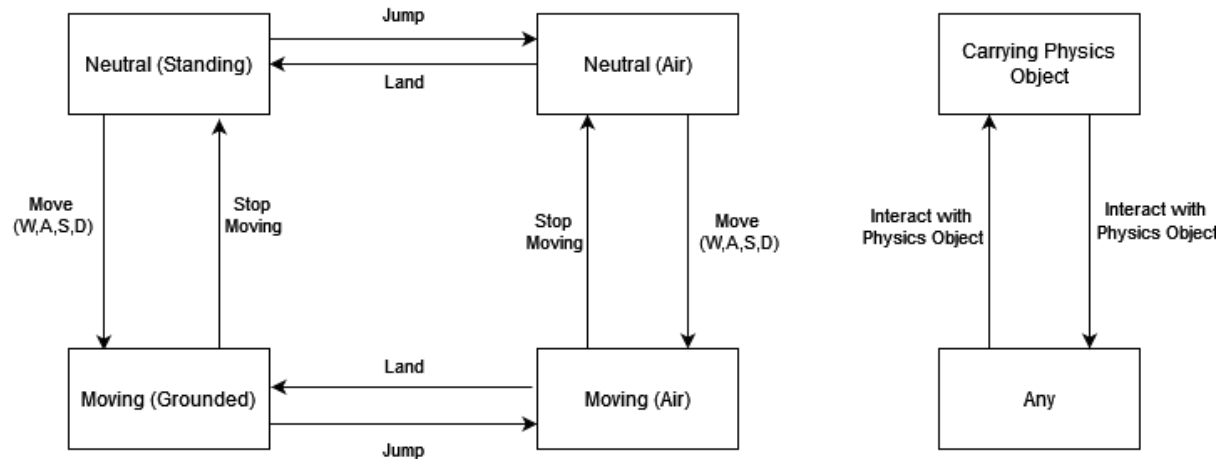 Jump
Neutral (Standing)
Neutral (Air)
Land
Carrying Physics
Object
Move
(W,A,S,D)
Stop
Moving
Stop
Moving
Move
(W,A,S,D)
Interact with
Physics Object
Interact with
Physics Object
Land
Moving (Grounded)
Moving (Air)
Any
Jump